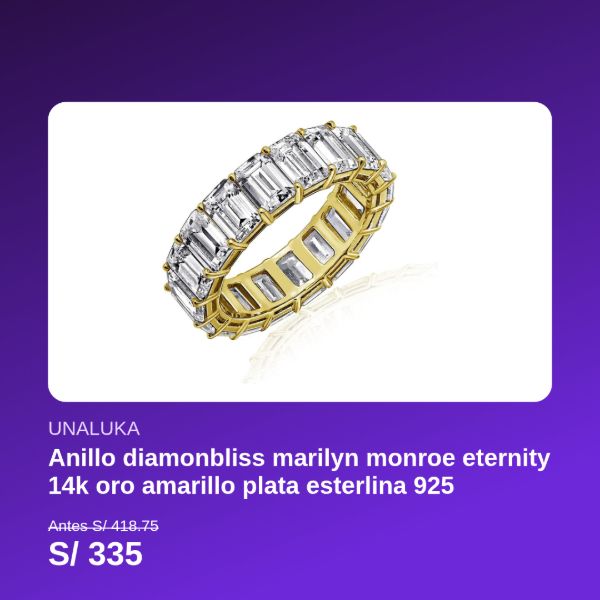 UNALUKA
Anillo diamonbliss marilyn monroe eternity
14k oro amarillo plata esterlina 925
Antes S/ 418.75
S/ 335